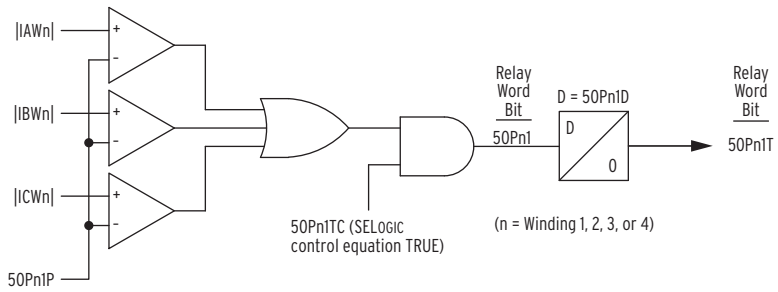 |IAWn|
+
-
|IBWn|
+
-
|ICWn|
+
-
50Pn1P
50Pn1TC (SELOGIC
control equation TRUE)
Relay
Word
Bit
50Pn1
D = 50Pn1D
D
0
(n = Winding 1, 2, 3, or 4)
Relay
Word
Bit
50Pn1T